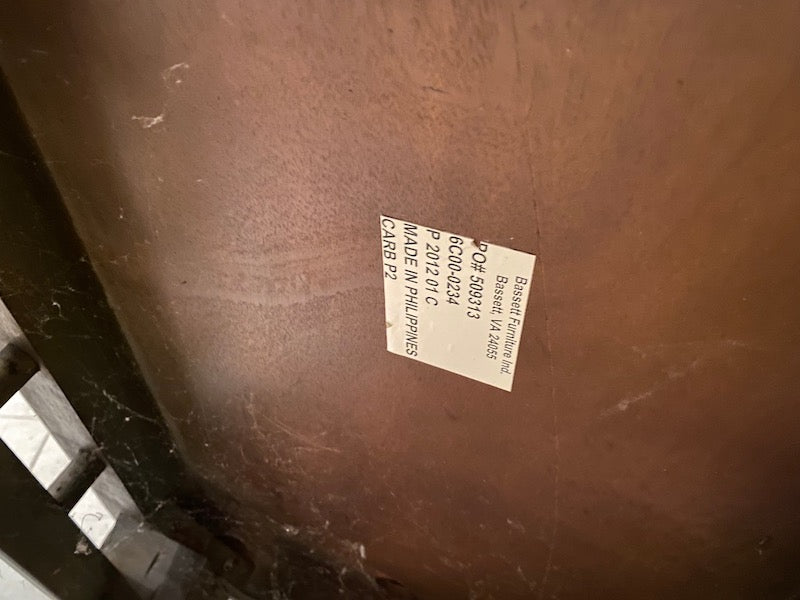 Bassett Furniture Ind.
Bassett, VA 24055
PO# 509313
6C00-0234
P 2012 01 C
MADE IN PHILIPPINES
CARB P2